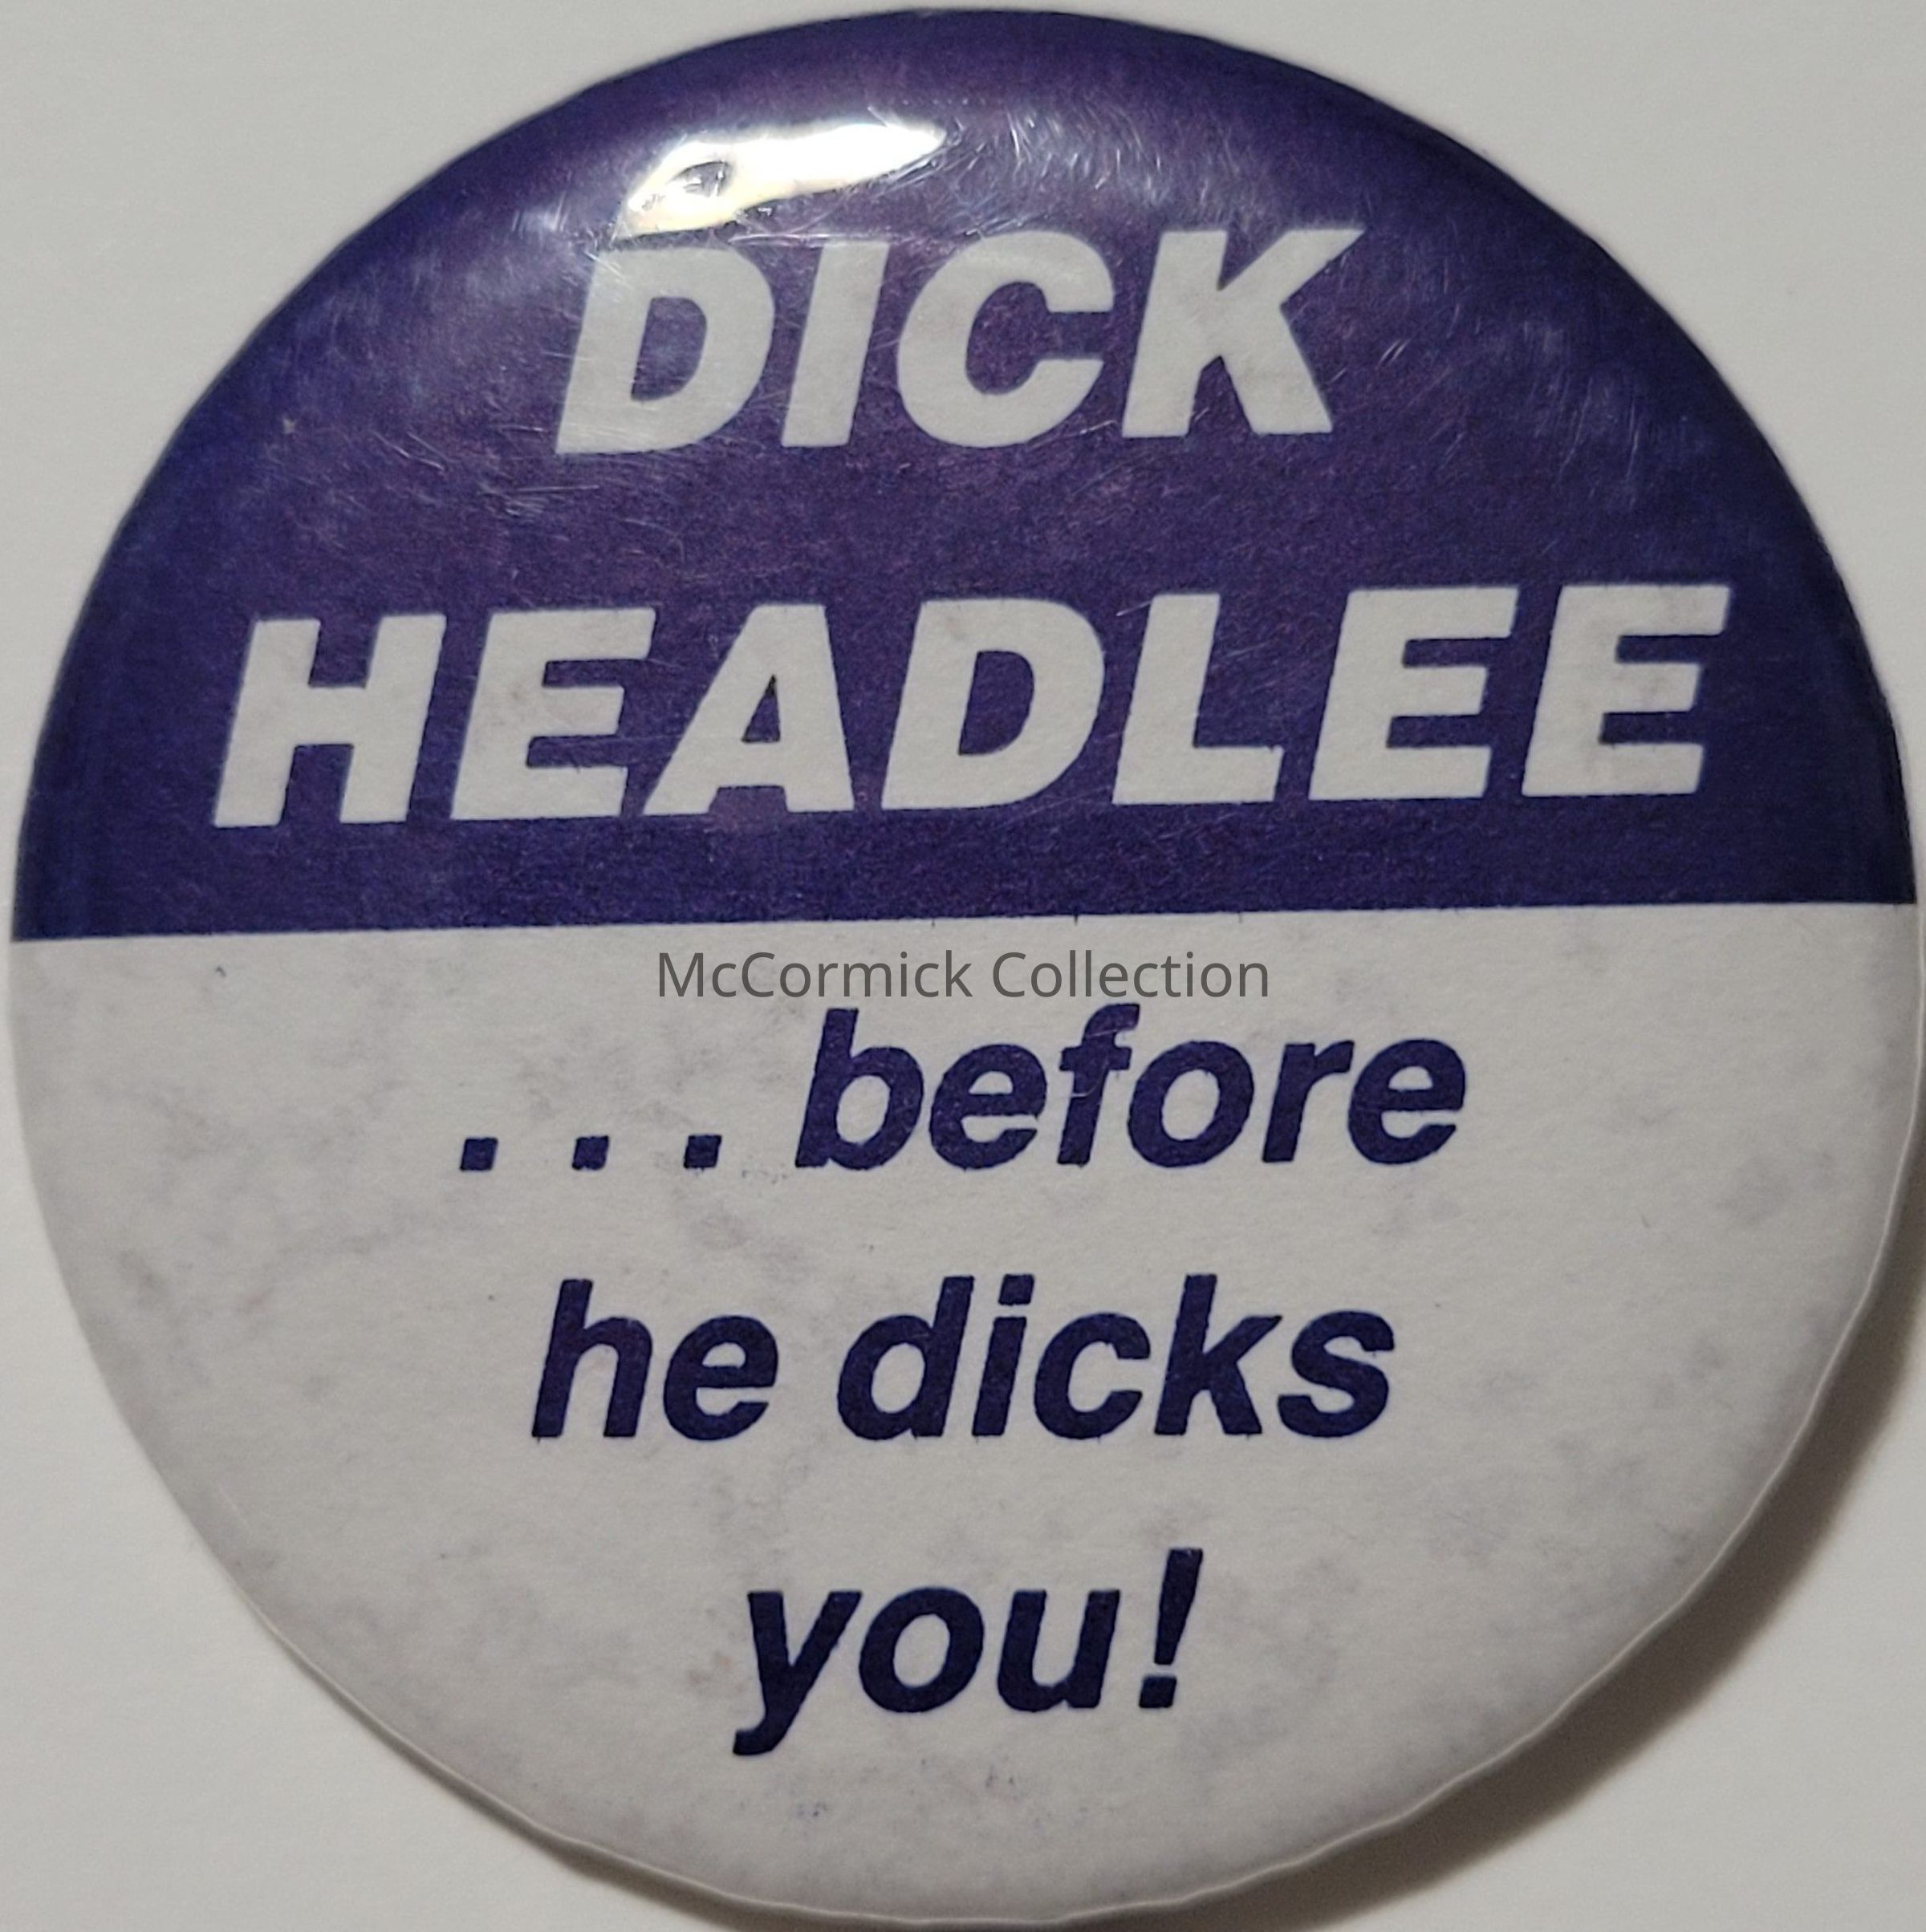 DICK
HEADLEE
McCormick Collection
. . . before
he dicks
you!